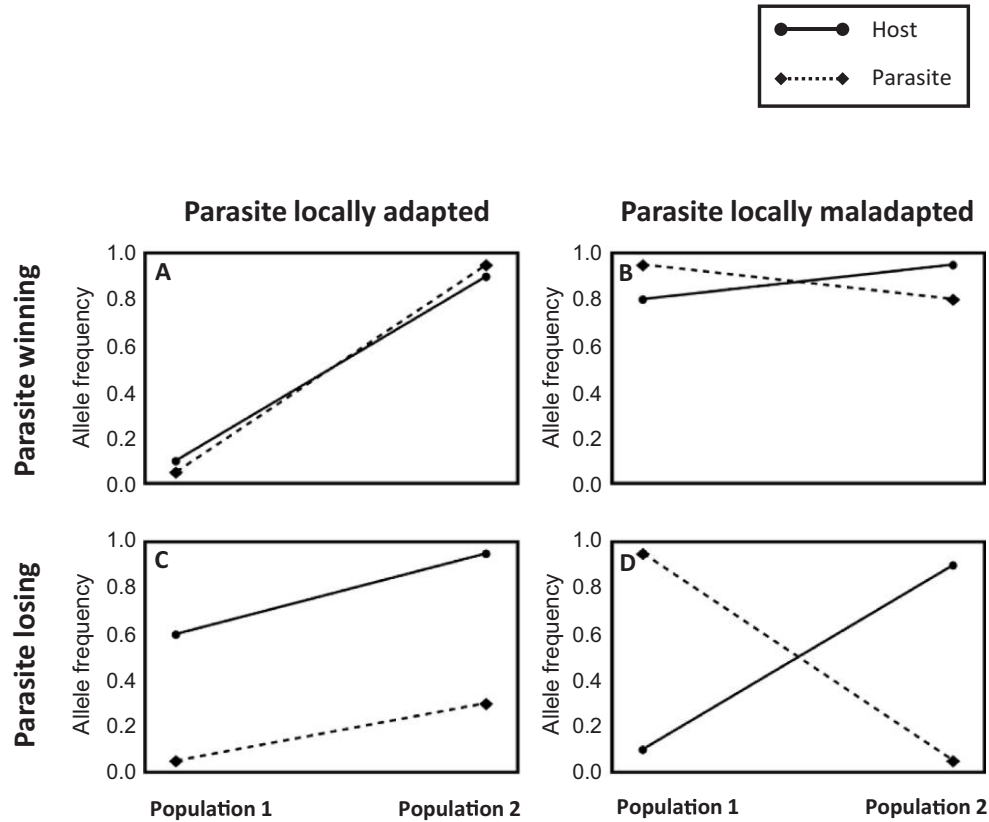 Host
Parasite
Parasite locally adapted
Parasite locally maladapted
Parasite winning
Allele frequency
1.0
0.8
0.6
0.4
0.2
0.0
A
Allele frequency
1.0
0.8
0.6
0.4
0.2
0.0
B
Parasite losing
Allele frequency
1.0
0.8
0.6
0.4
0.2
0.0
C
Allele frequency
1.0
0.8
0.6
0.4
0.2
0.0
D
Population 1
Population 2
Population 1
Population 2